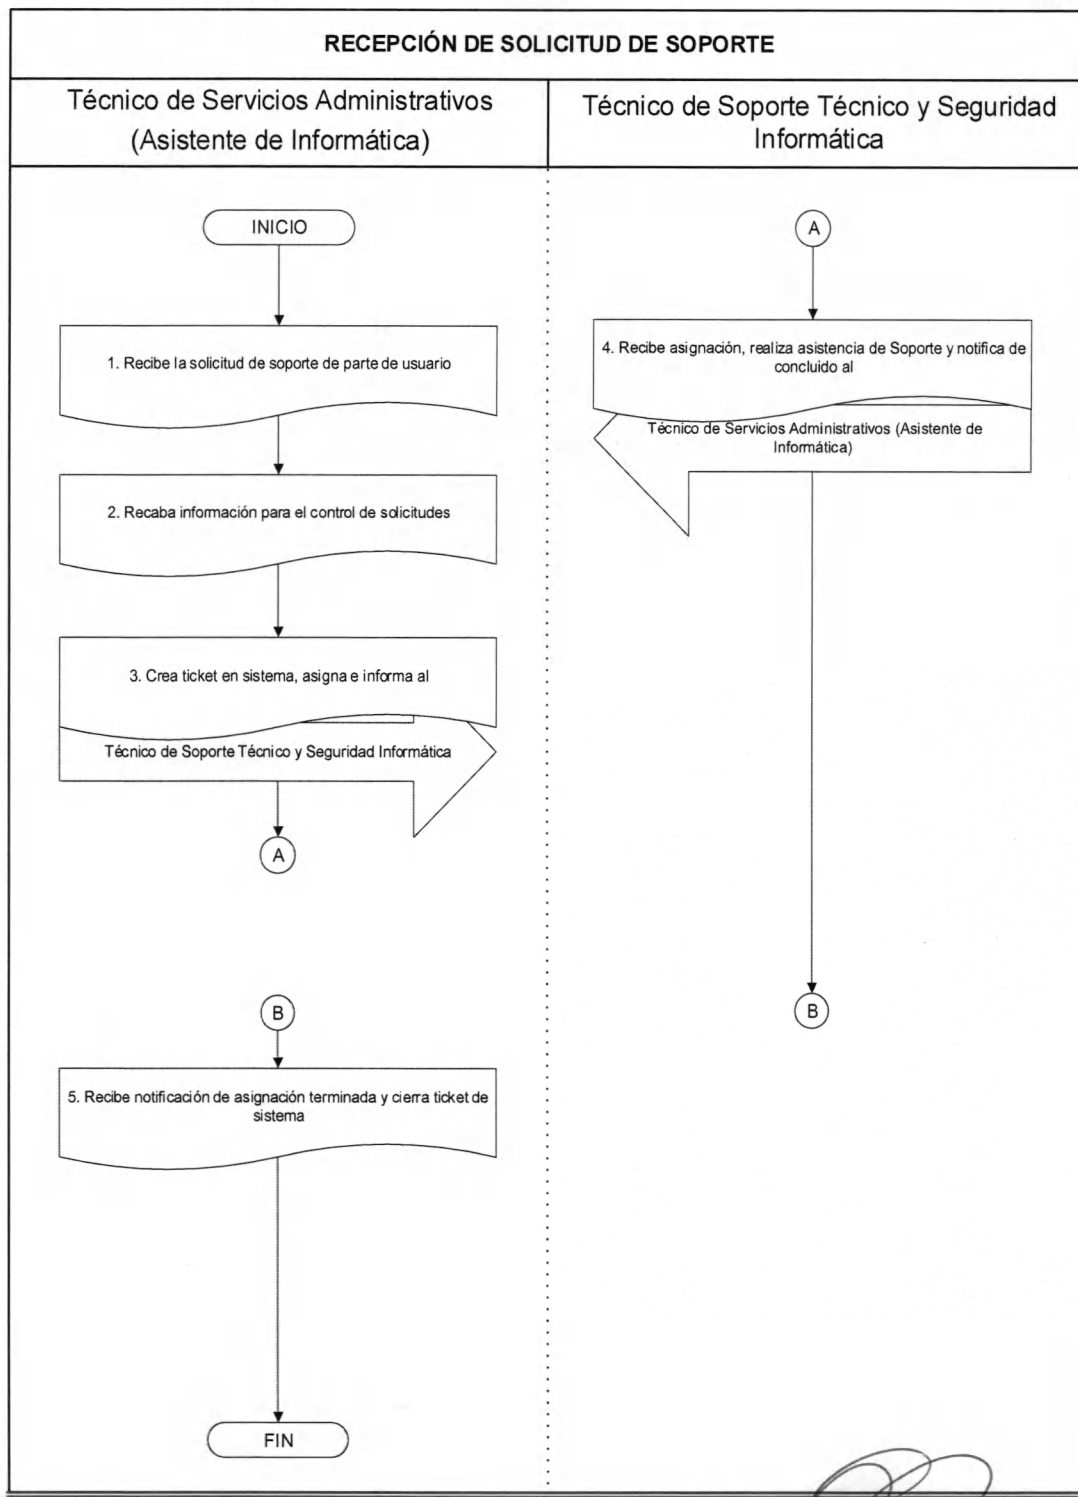 RECEPCIÓN DE SOLICITUD DE SOPORTE
Técnico de Servicios Administrativos
(Asistente de Informática)
Técnico de Soporte Técnico y Seguridad
Informática
INICIO
1. Recibe la solicitud de soporte de parte de usuario
2. Recaba información para el control de solicitudes
3. Crea ticket en sistema, asigna e informa al
Técnico de Soporte Técnico y Seguridad Informática
A
A
4. Recibe asignación, realiza asistencia de Soporte y notifica de
concluido al
Técnico de Servicios Administrativos (Asistente de
Informática)
B
B
5. Recibe notificación de asignación terminada y cierra ticket de
sistema
FIN